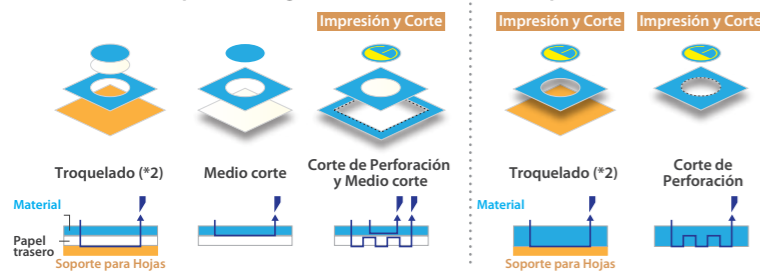 Impresión y Corte
Impresión y Corte
Impresión y Corte
Troquelado (*2)
Medio corte
Corte de Perforación
y Medio corte
Troquelado (*2)
Corte de
Perforación
Material
Papel
trasero
Soporte para Hojas
Material
Soporte para Hojas